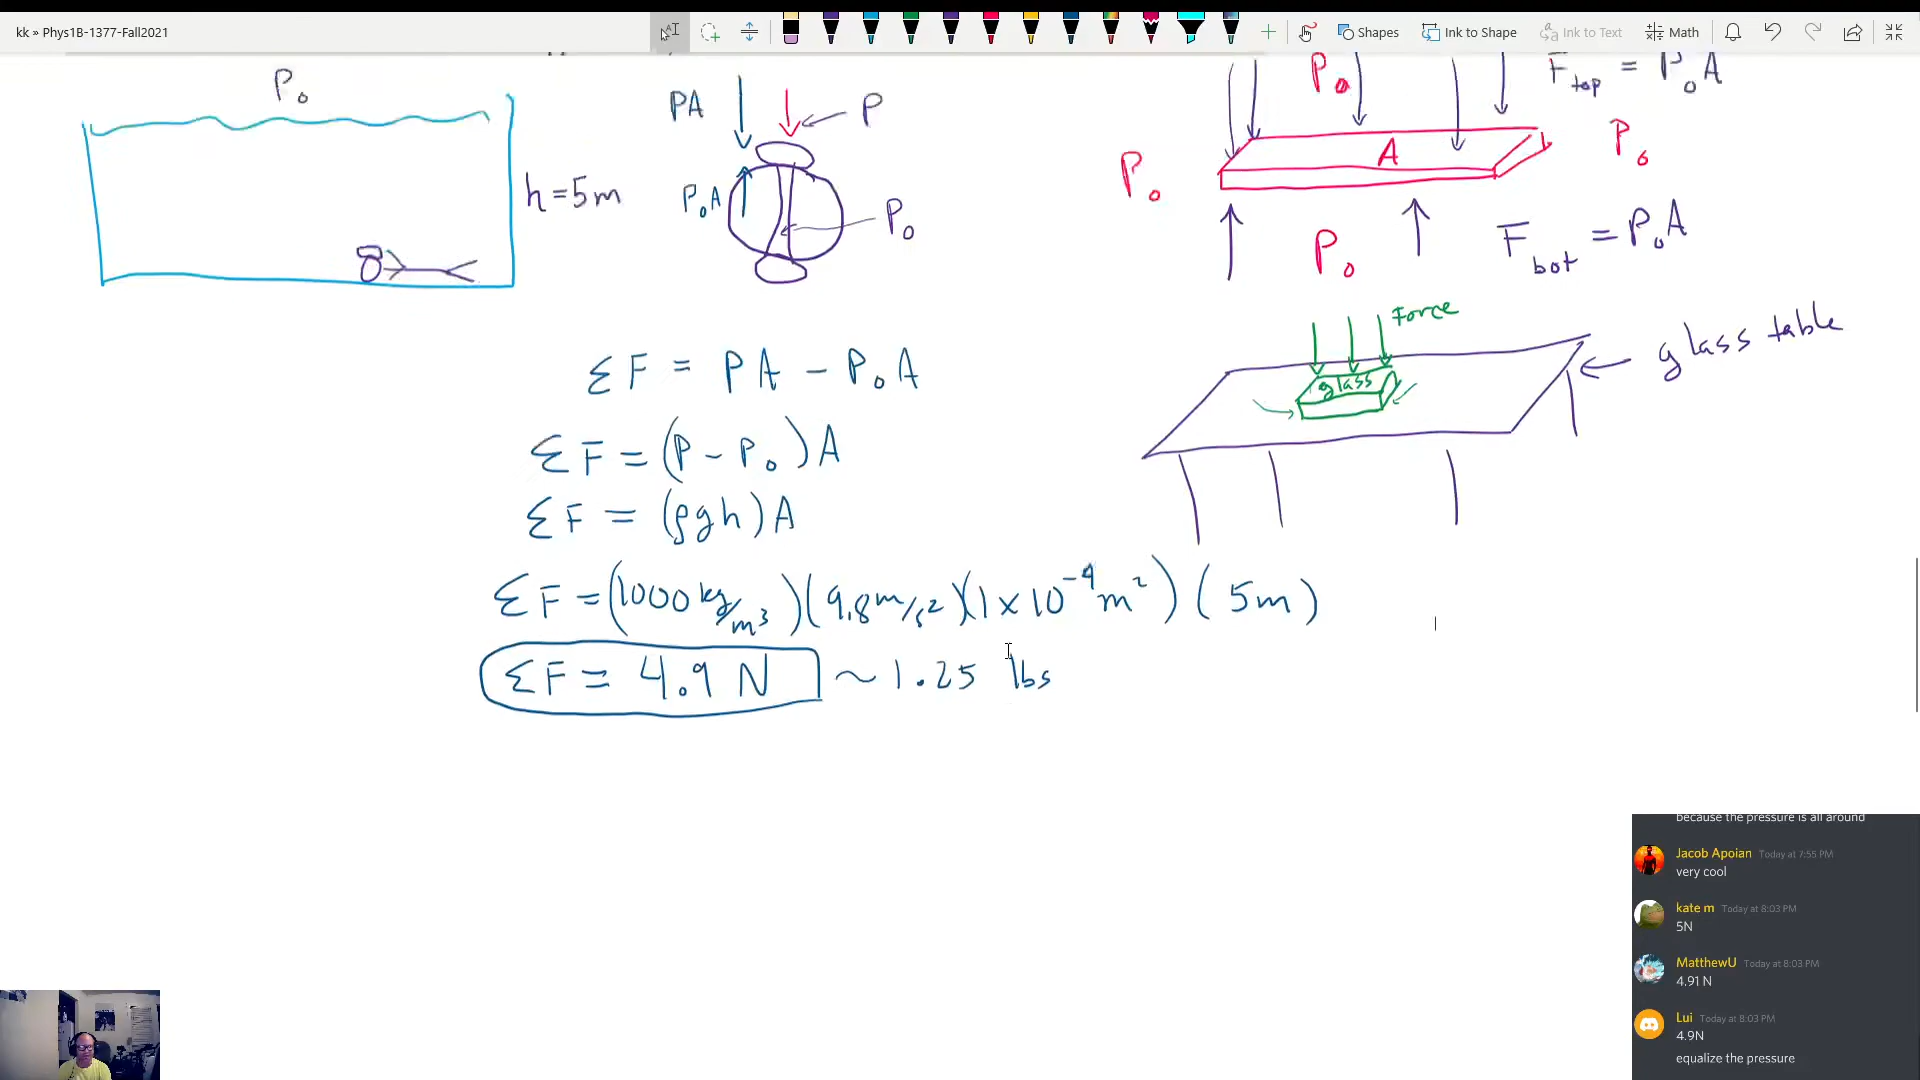 kk » Phys1B-1377-Fall2021
Shapes
Ink to Shape
Ink to Text
Math
P₀
h = 5m
PA
P
P₀A
P₀
P₀
F top = P₀A
P₀
A
P₀
P₀
F bot = P₀A
Force
glass
glass table
ΣF = PA - P₀A
ΣF = (P - P₀)A
ΣF = (ρgh)A
ΣF = (1000 kg/m³)(9.8 m/s²)(1 x 10⁻⁴ m²)(5m)
ΣF = 4.9 N ~ 1.25 lbs
because the pressure is all around
Jacob Apoian Today at 7:55 PM
very cool
kate m Today at 8:03 PM
5N
MatthewU Today at 8:03 PM
4.91 N
Lui Today at 8:03 PM
4.9N
equalize the pressure